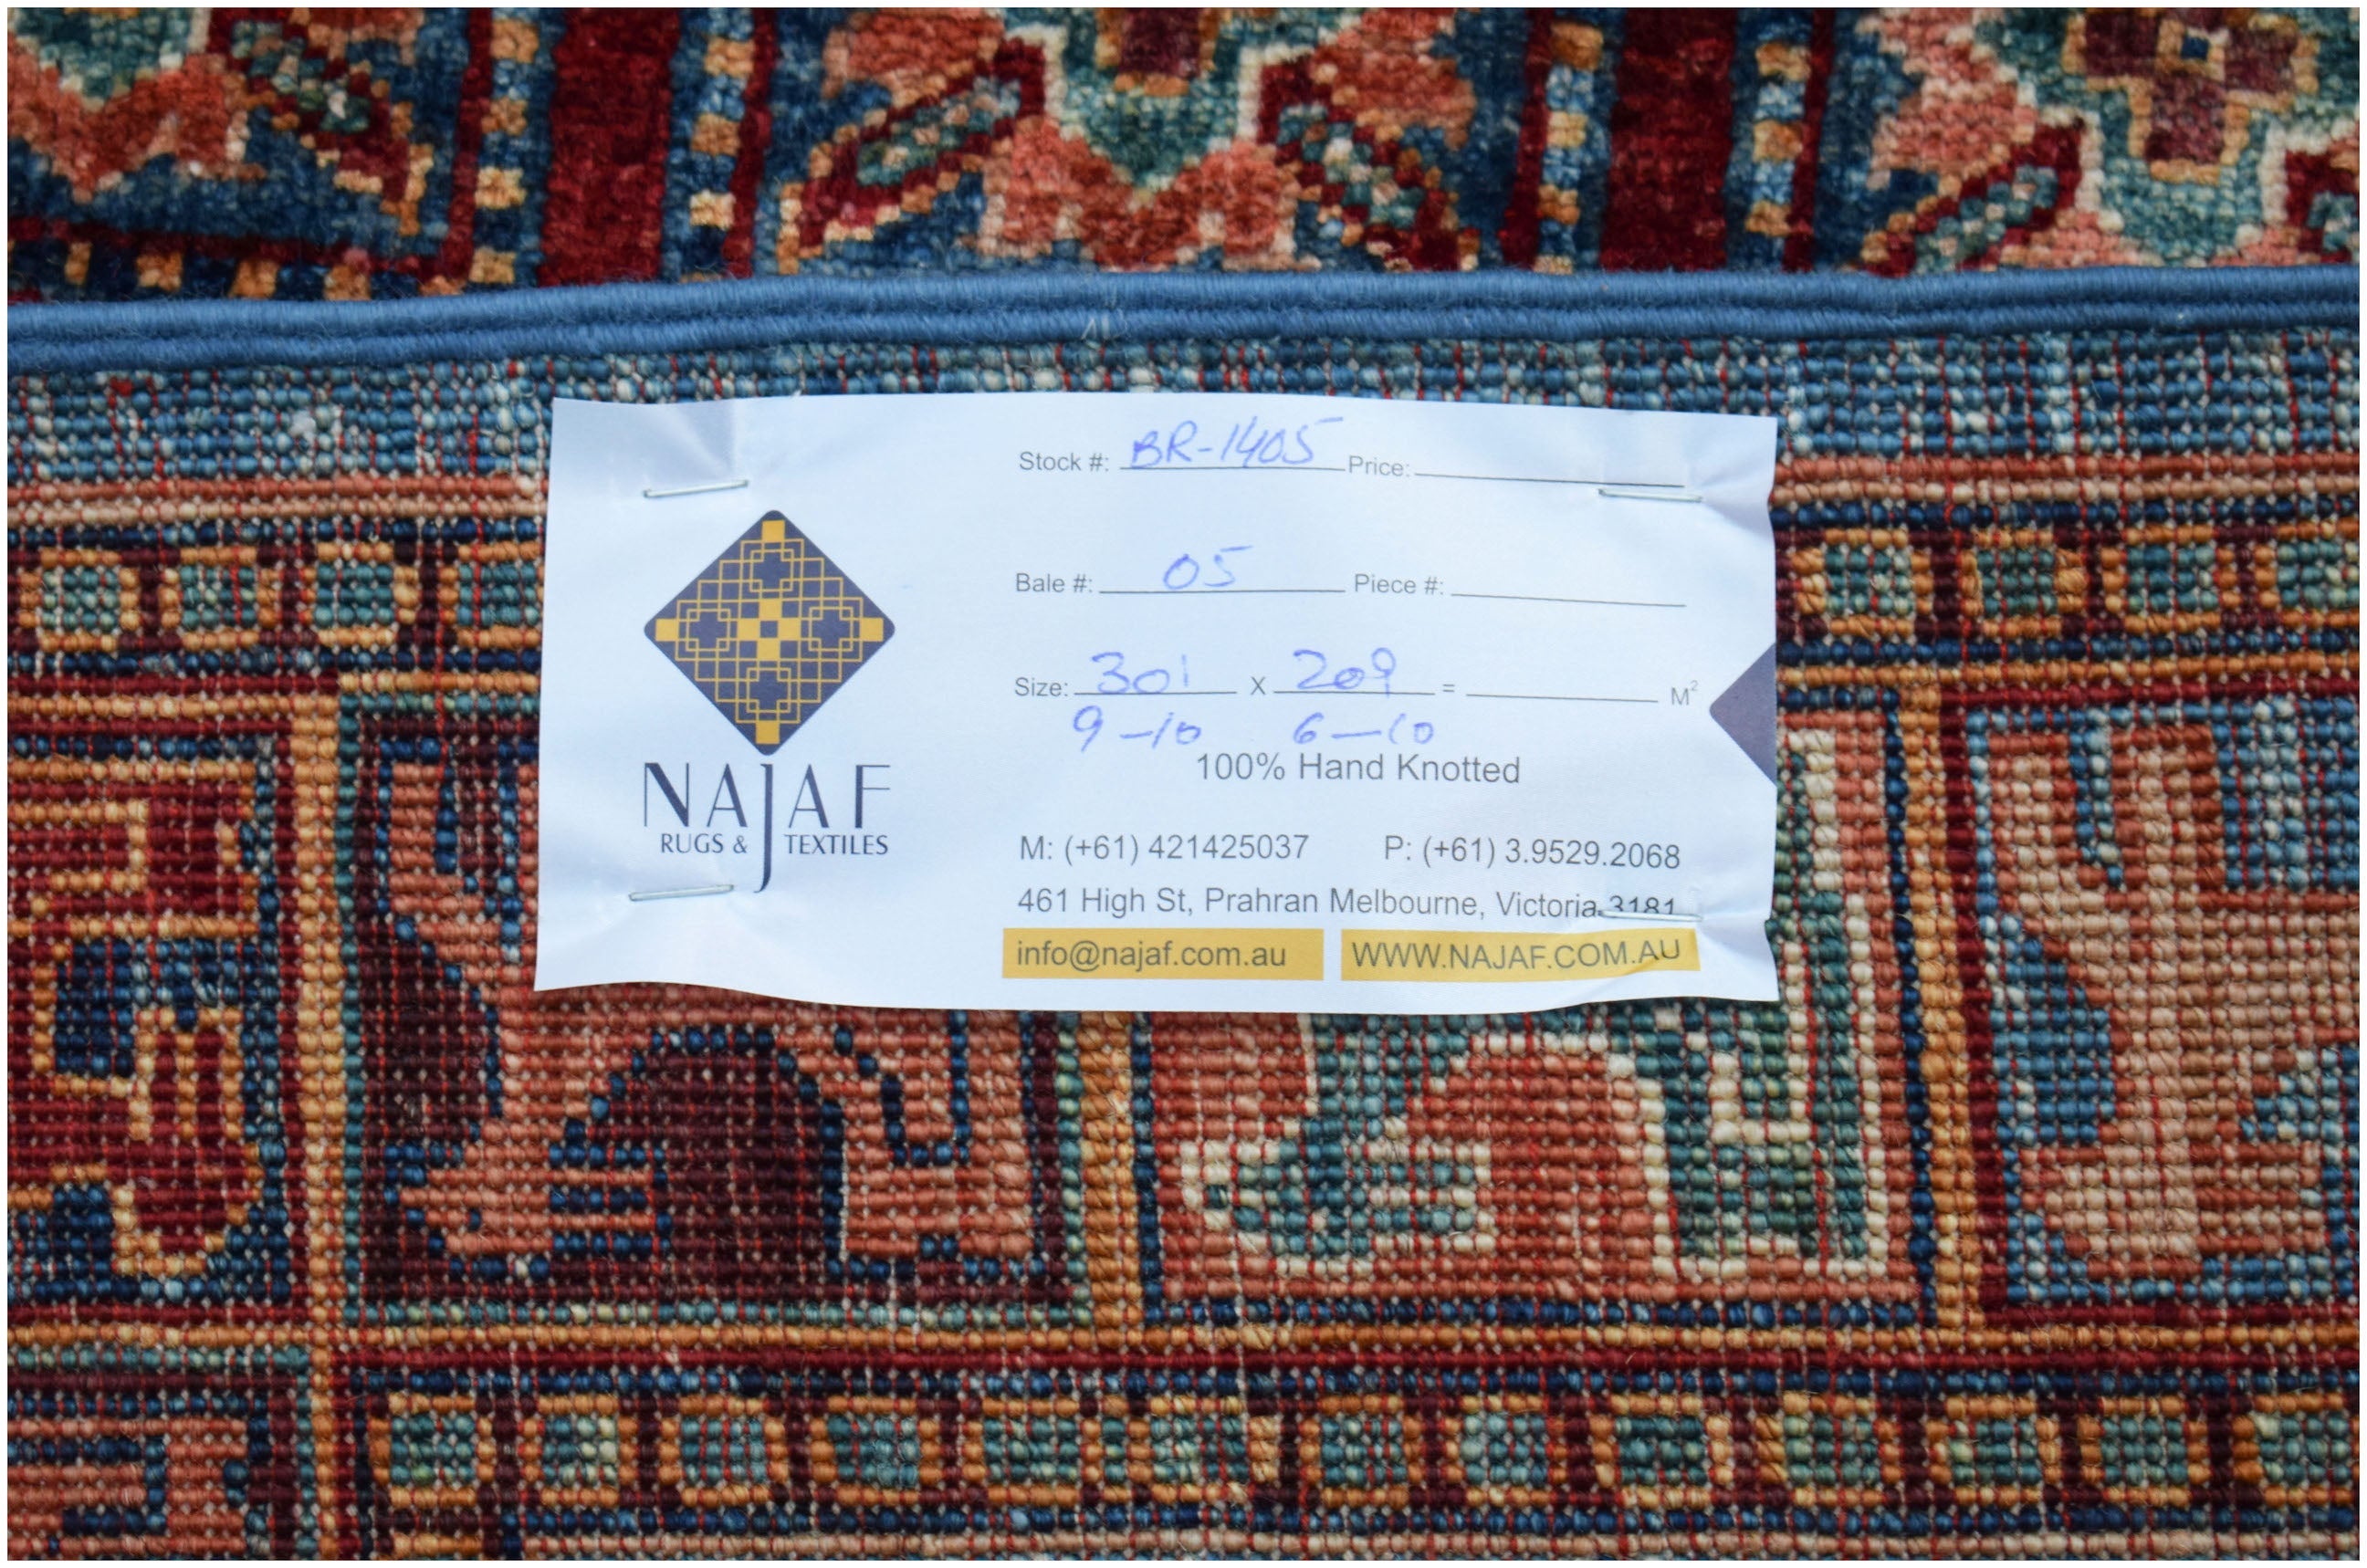 Stock #: BR-1405 Price:
Bale #: 05 Piece #:
Size: 301 X 209 = M²
9-10 6-10
100% Hand Knotted
NAJAF
RUGS & TEXTILES
M: (+61) 421425037 P: (+61) 3.9529.2068
461 High St, Prahran Melbourne, Victoria 3181
info@najaf.com.au WWW.NAJAF.COM.AU